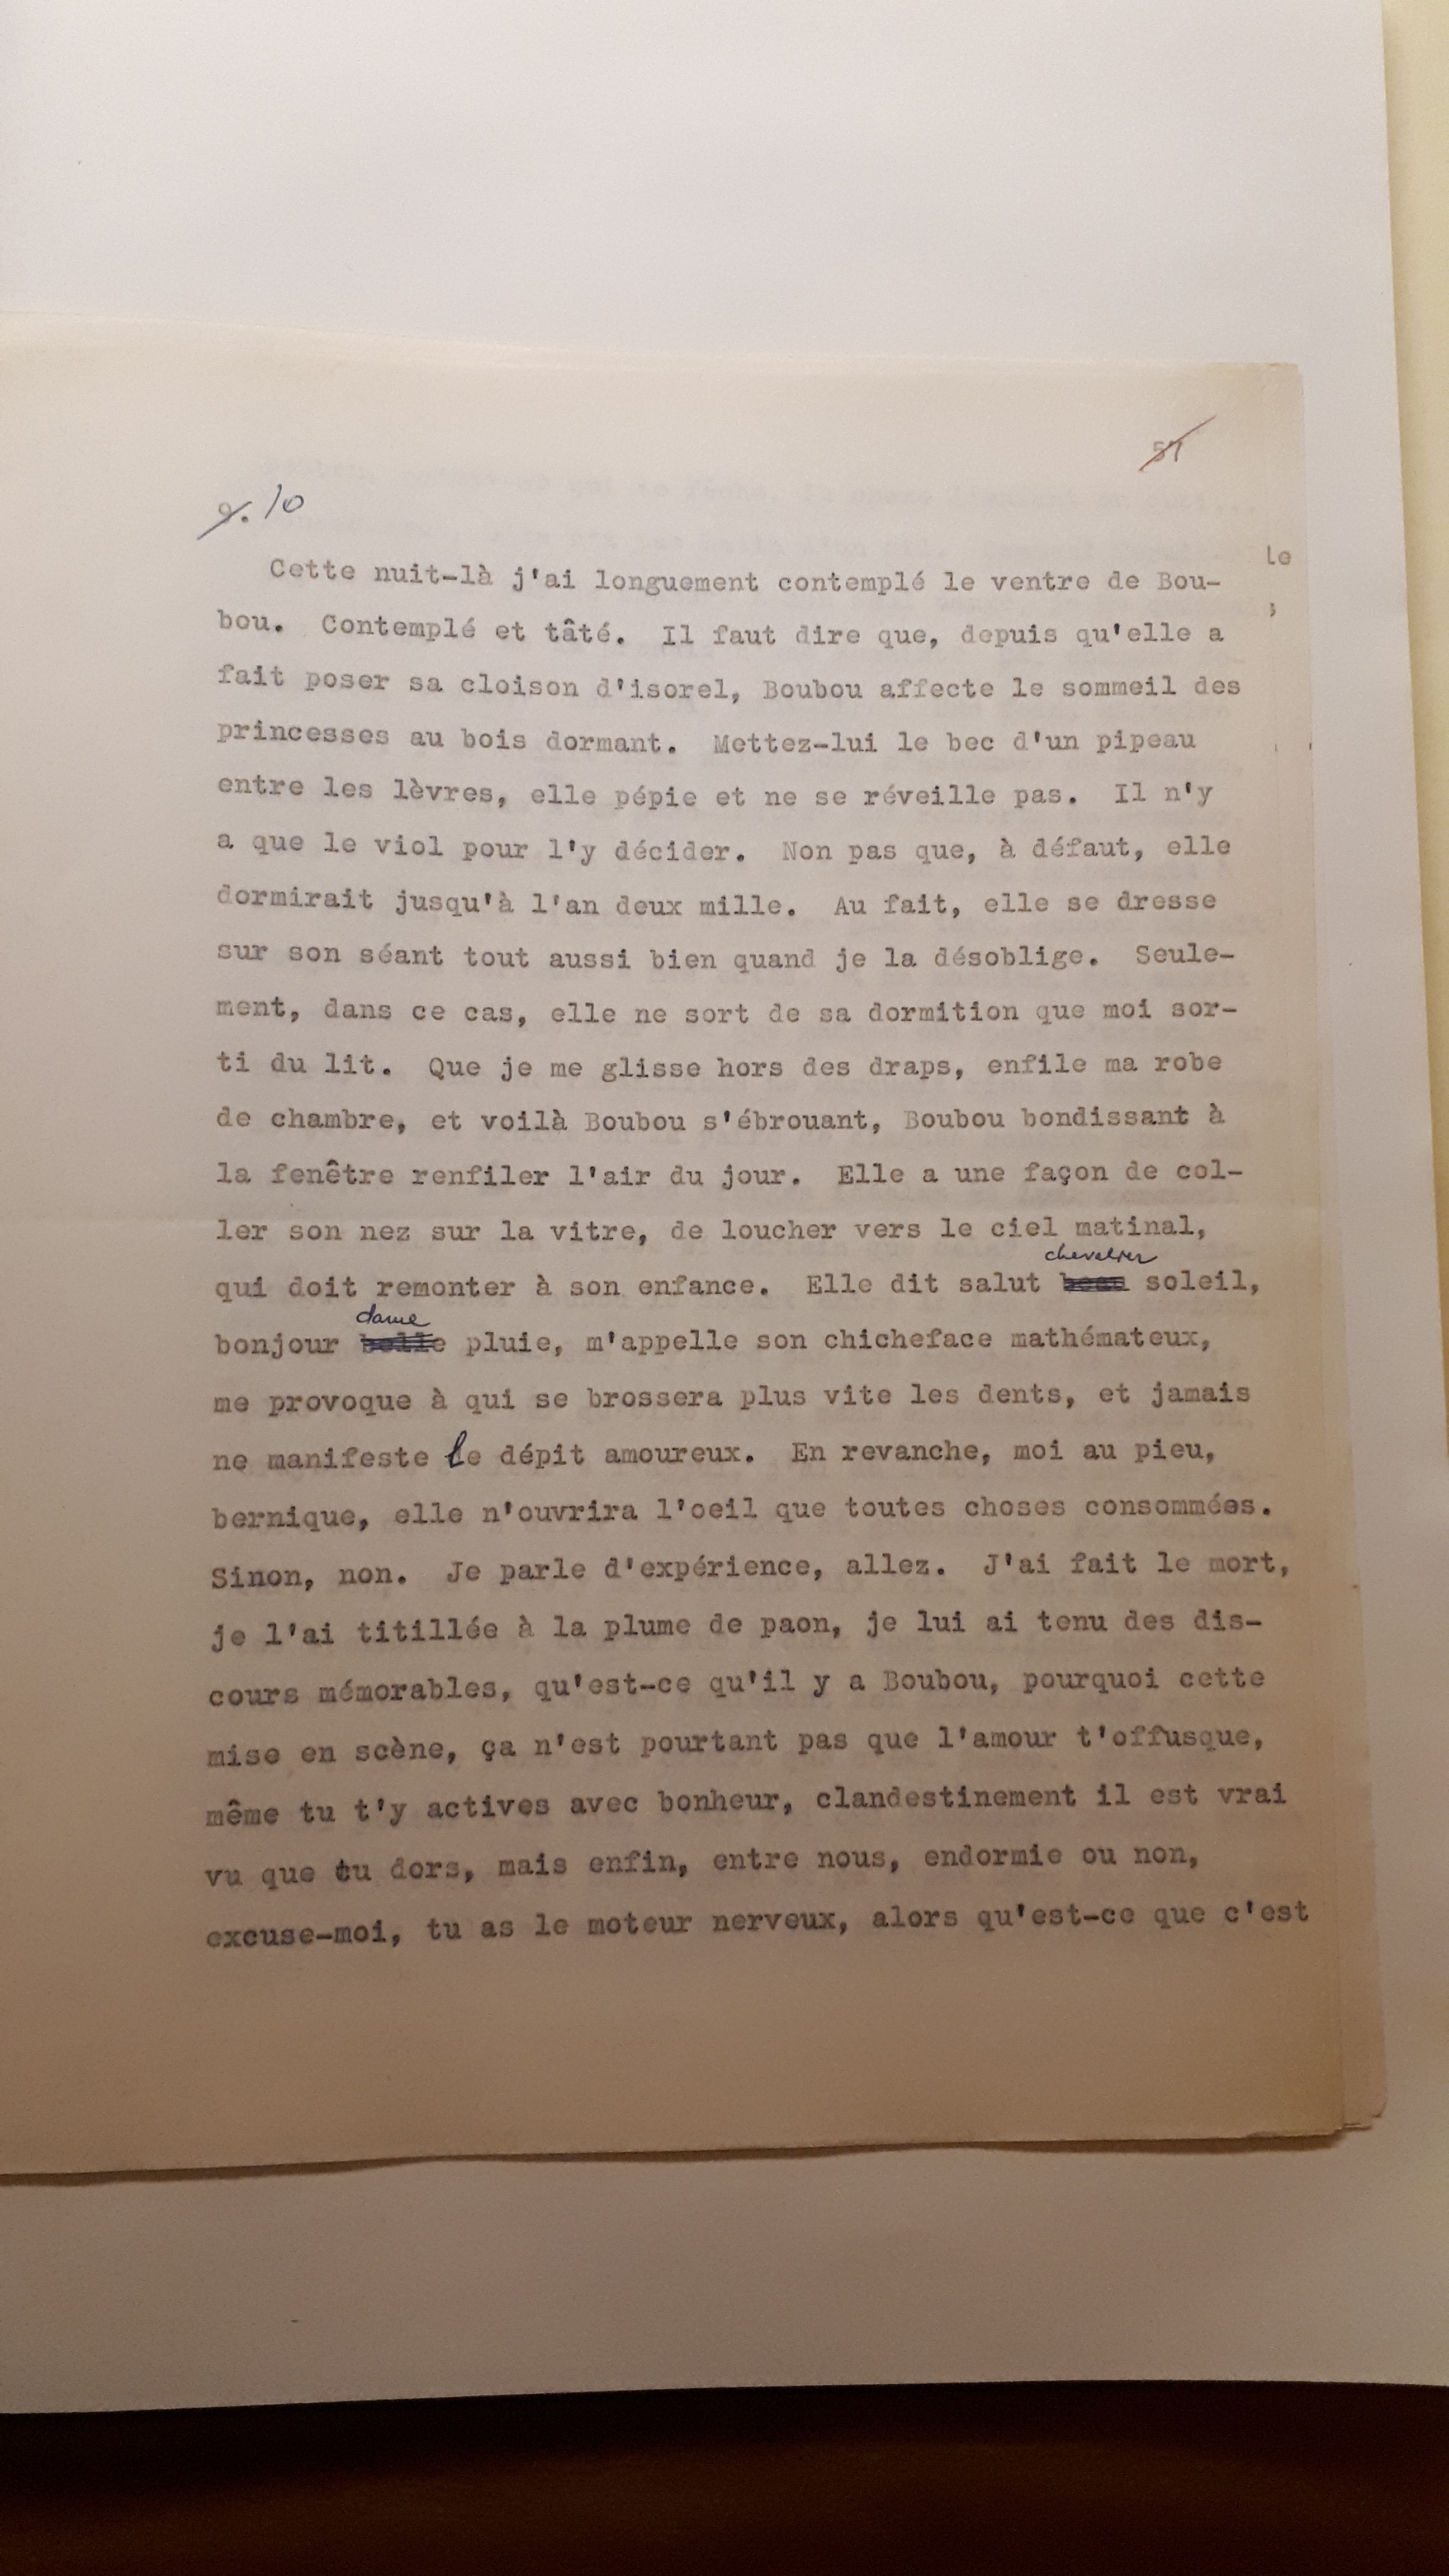 57
9. 10
Cette nuit-là j'ai longuement contemplé le ventre de Bou-
bou. Contemplé et tâté. Il faut dire que, depuis qu'elle a
fait poser sa cloison d'isorel, Boubou affecte le sommeil des
princesses au bois dormant. Mettez-lui le bec d'un pipeau
entre les lèvres, elle pépie et ne se réveille pas. Il n'y
a que le viol pour l'y décider. Non pas que, à défaut, elle
dormirait jusqu'à l'an deux mille. Au fait, elle se dresse
sur son séant tout aussi bien quand je la désoblige. Seule-
ment, dans ce cas, elle ne sort de sa dormition que moi sor-
ti du lit. Que je me glisse hors des draps, enfile ma robe
de chambre, et voilà Boubou s'ébrouant, Boubou bondissant à
la fenêtre renfiler l'air du jour. Elle a une façon de col-
ler son nez sur la vitre, de loucher vers le ciel matinal,
chevalier
qui doit remonter à son enfance. Elle dit salut beau soleil,
dame
bonjour belle pluie, m'appelle son chicheface mathémateux,
me provoque à qui se brossera plus vite les dents, et jamais
ne manifeste le dépit amoureux. En revanche, moi au pieu,
bernique, elle n'ouvrira l'oeil que toutes choses consommées.
Sinon, non. Je parle d'expérience, allez. J'ai fait le mort,
je l'ai titillée à la plume de paon, je lui ai tenu des dis-
cours mémorables, qu'est-ce qu'il y a Boubou, pourquoi cette
mise en scène, ça n'est pourtant pas que l'amour t'offusque,
même tu t'y actives avec bonheur, clandestinement il est vrai
vu que tu dors, mais enfin, entre nous, endormie ou non,
excuse-moi, tu as le moteur nerveux, alors qu'est-ce que c'est